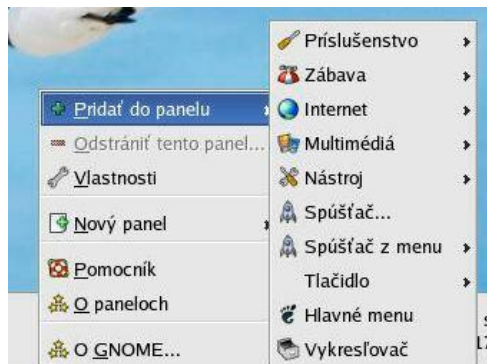 Pridať do panelu
Odstrániť tento panel...
Vlastnosti
Nový panel
Pomocník
O paneloch
O GNOME...
Príslušenstvo
Zábava
Internet
Multimédiá
Nástroj
Spúšťač...
Spúšťač z menu
Tlačidlo
Hlavné menu
Vykresľovač